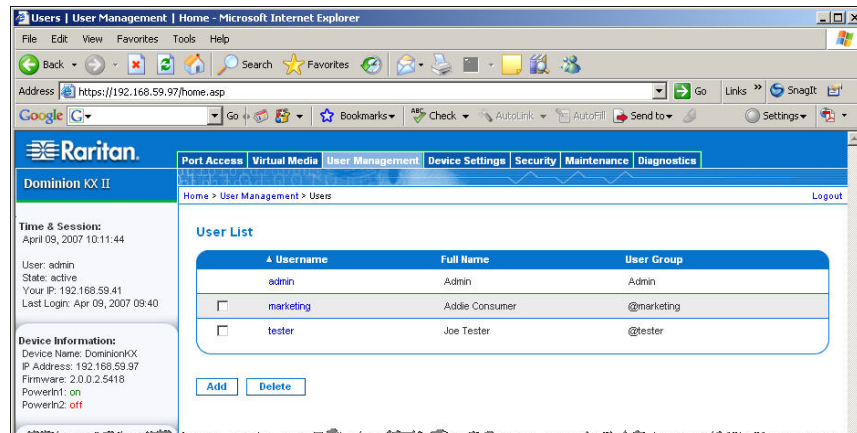 Users | User Management | Home - Microsoft Internet Explorer
File Edit View Favorites Tools Help
Back Search Favorites
Address https://192.168.59.97/home.asp Go Links » SnagIt
Google G Go Bookmarks ABC Check AutoLink AutoFill Send to Settings
Raritan.
Dominion KX II
Port Access Virtual Media User Management Device Settings Security Maintenance Diagnostics
Home > User Management > Users Logout
Time & Session:
April 09, 2007 10:11:44
User: admin
State: active
Your IP: 192.168.59.41
Last Login: Apr 09, 2007 09:40
Device Information:
Device Name: DominionKX
IP Address: 192.168.59.97
Firmware: 2.0.0.2.5418
PowerIn1: on
PowerIn2: off
User List
▲ Username Full Name User Group
admin Admin Admin
marketing Addie Consumer @marketing
tester Joe Tester @tester
Add Delete